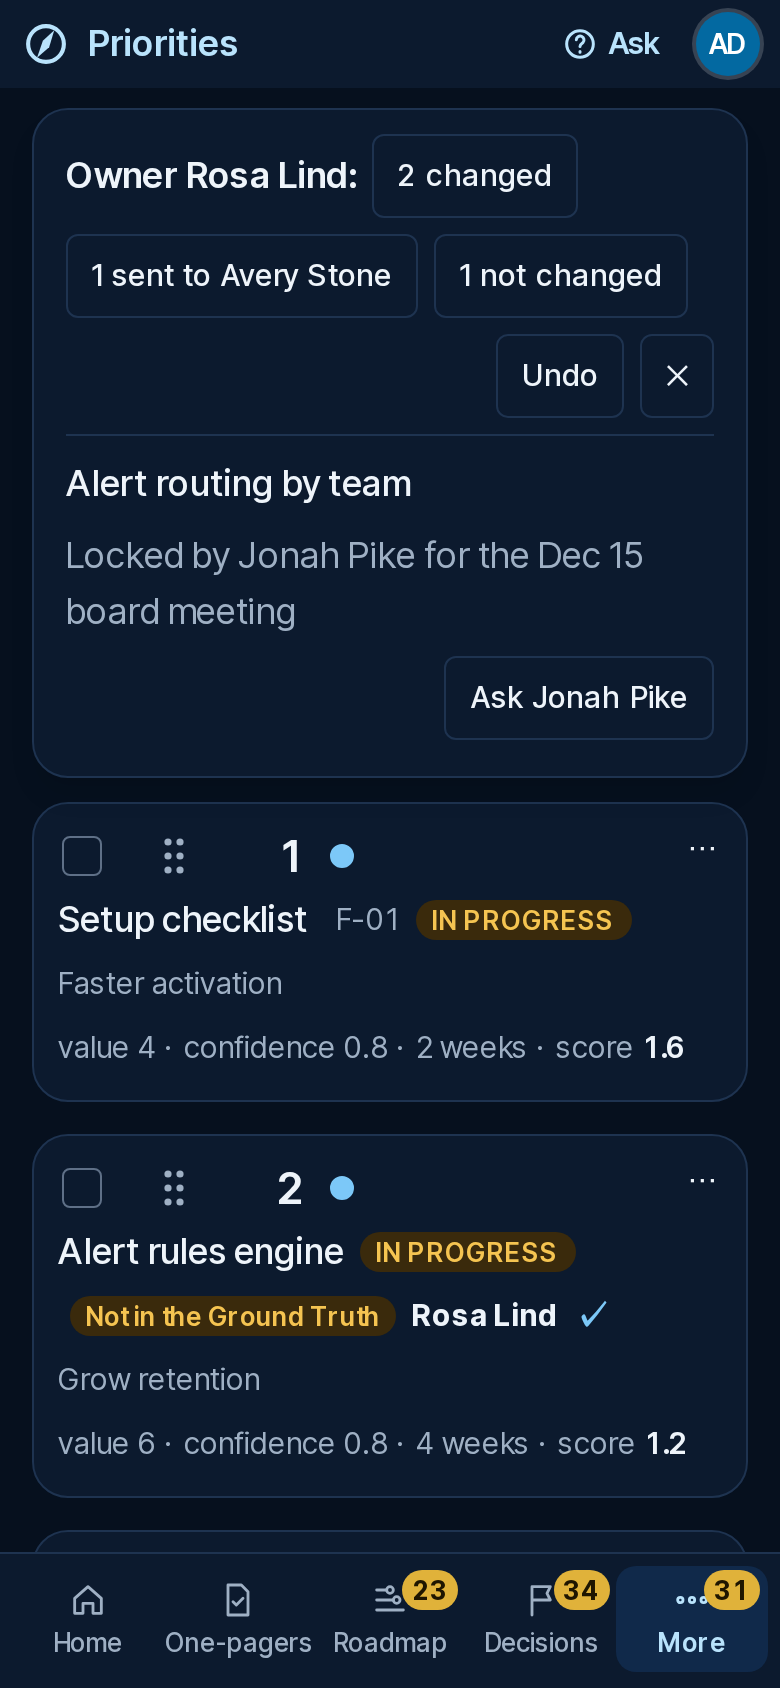 Priorities
Ask
AD
Owner Rosa Lind: 2 changed
1 sent to Avery Stone 1 not changed
Undo ×
Alert routing by team
Locked by Jonah Pike for the Dec 15
board meeting
Ask Jonah Pike
1 ...
Setup checklist F-01 IN PROGRESS
Faster activation
value 4 · confidence 0.8 · 2 weeks · score 1.6
2 ...
Alert rules engine IN PROGRESS
Not in the Ground Truth Rosa Lind ✓
Grow retention
value 6 · confidence 0.8 · 4 weeks · score 1.2
23 34 31
Home One-pagers Roadmap Decisions More